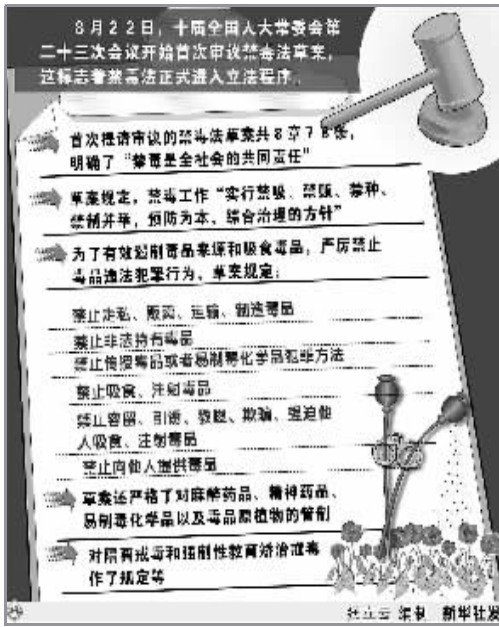 8月22日，十届全国人大常委会第
二十三次会议开始首次审议禁毒法草案，
这标志着禁毒法正式进入立法程序。
首次提请审议的禁毒法草案共8章78条，
明确了“禁毒是全社会的共同责任”
草案规定，禁毒工作“实行禁吸、禁贩、禁种、
禁制并举，预防为本、综合治理的方针”
为了有效遏制毒品来源和吸食毒品，严厉禁止
毒品违法犯罪行为，草案规定：
禁止走私、贩卖、运输、制造毒品
禁止非法持有毒品
禁止传授毒品或者易制毒化学品犯罪方法
禁止吸食、注射毒品
禁止容留、引诱、教唆、欺骗、强迫他
人吸食、注射毒品
禁止向他人提供毒品
草案还严格了对麻醉药品、精神药品、
易制毒化学品以及毒品原植物的管制
对隔离戒毒和强制性教育矫治戒毒
作了规定等
编制 新华社发